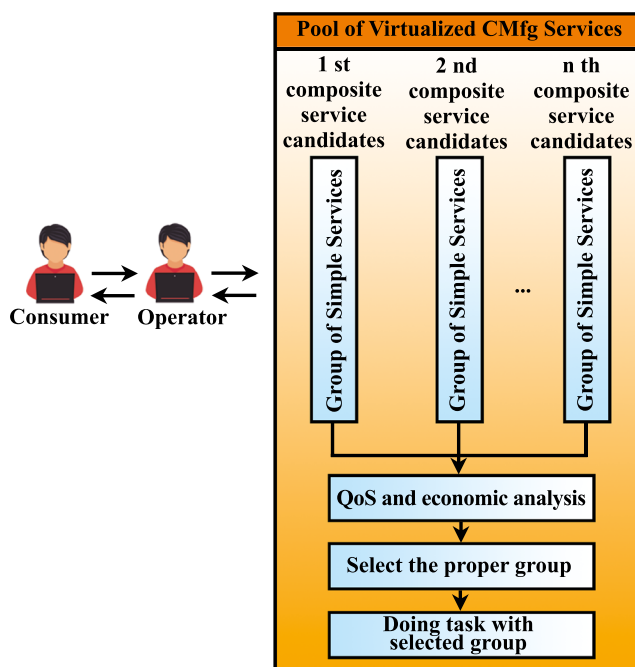 Pool of Virtualized CMfg Services
1 st
composite
service
candidates
2 nd
composite
service
candidates
n th
composite
service
candidates
Group of Simple Services
Group of Simple Services
...
Group of Simple Services
Consumer
Operator
QoS and economic analysis
Select the proper group
Doing task with
selected group